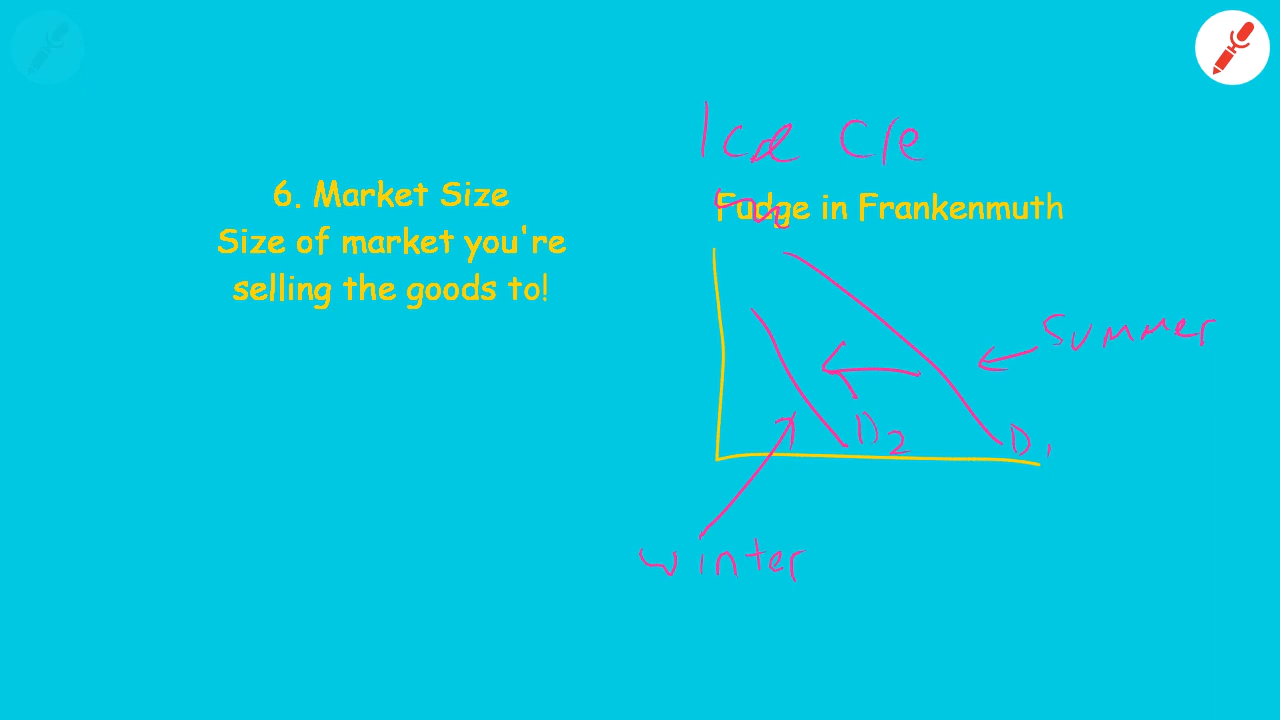 6. Market Size
Size of market you're
selling the goods to!
Ice
Fudge in Frankenmuth
Summer
D2
D1
winter